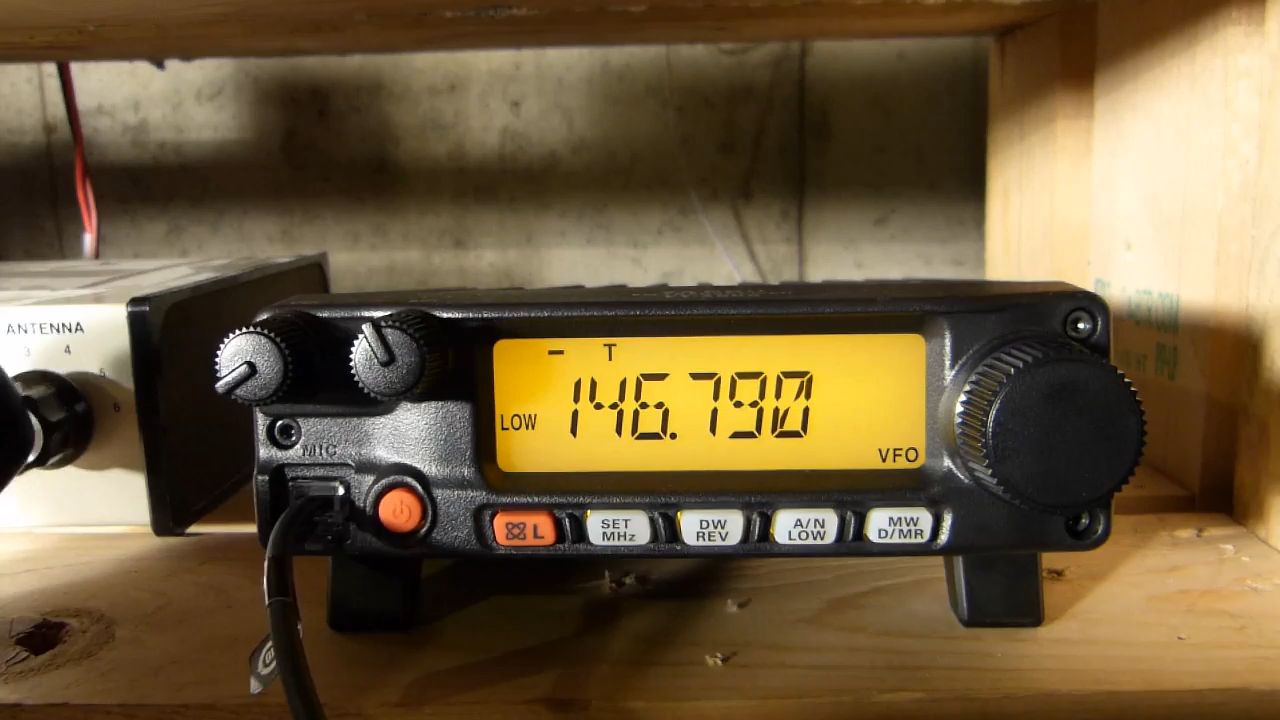 ANTENNA
3 4
5
6
MIC
- T
LOW 146.790
VFO
L
SET
MHz
DW
REV
A/N
LOW
MW
D/MR